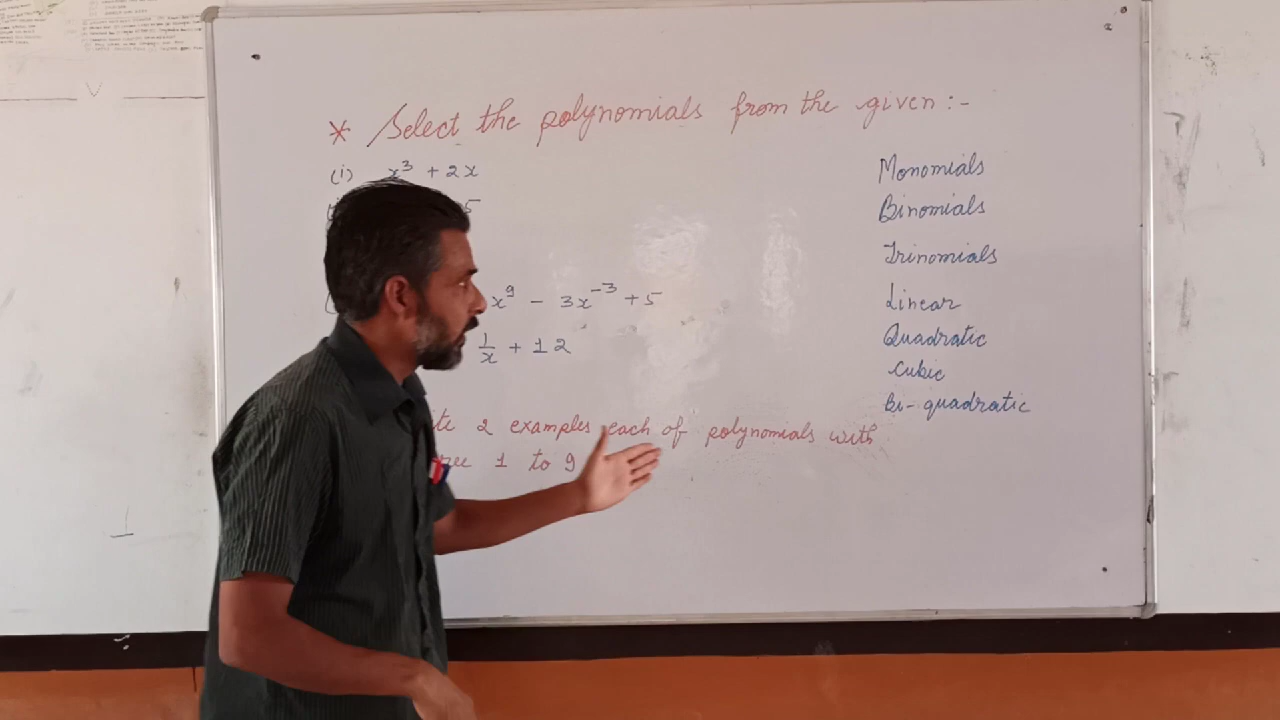 * Select the polynomials from the given :-
(i) x³ + 2x
5
x⁹ - 3x⁻³ + 5
1/x + 12
2 examples each of polynomials with
1 to 9
Monomials
Binomials
Trinomials
Linear
Quadratic
Cubic
Bi-quadratic